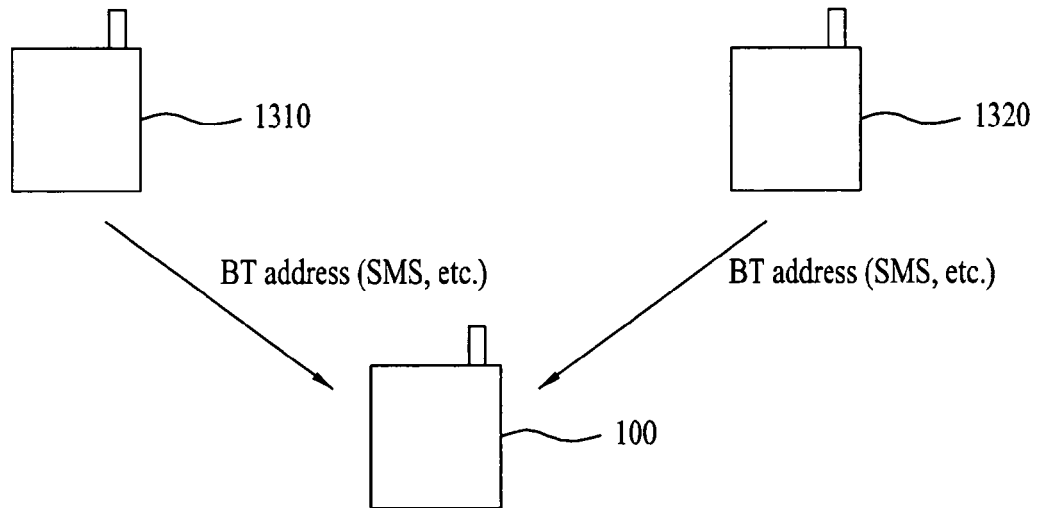 1310
1320
BT address (SMS, etc.)
BT address (SMS, etc.)
100